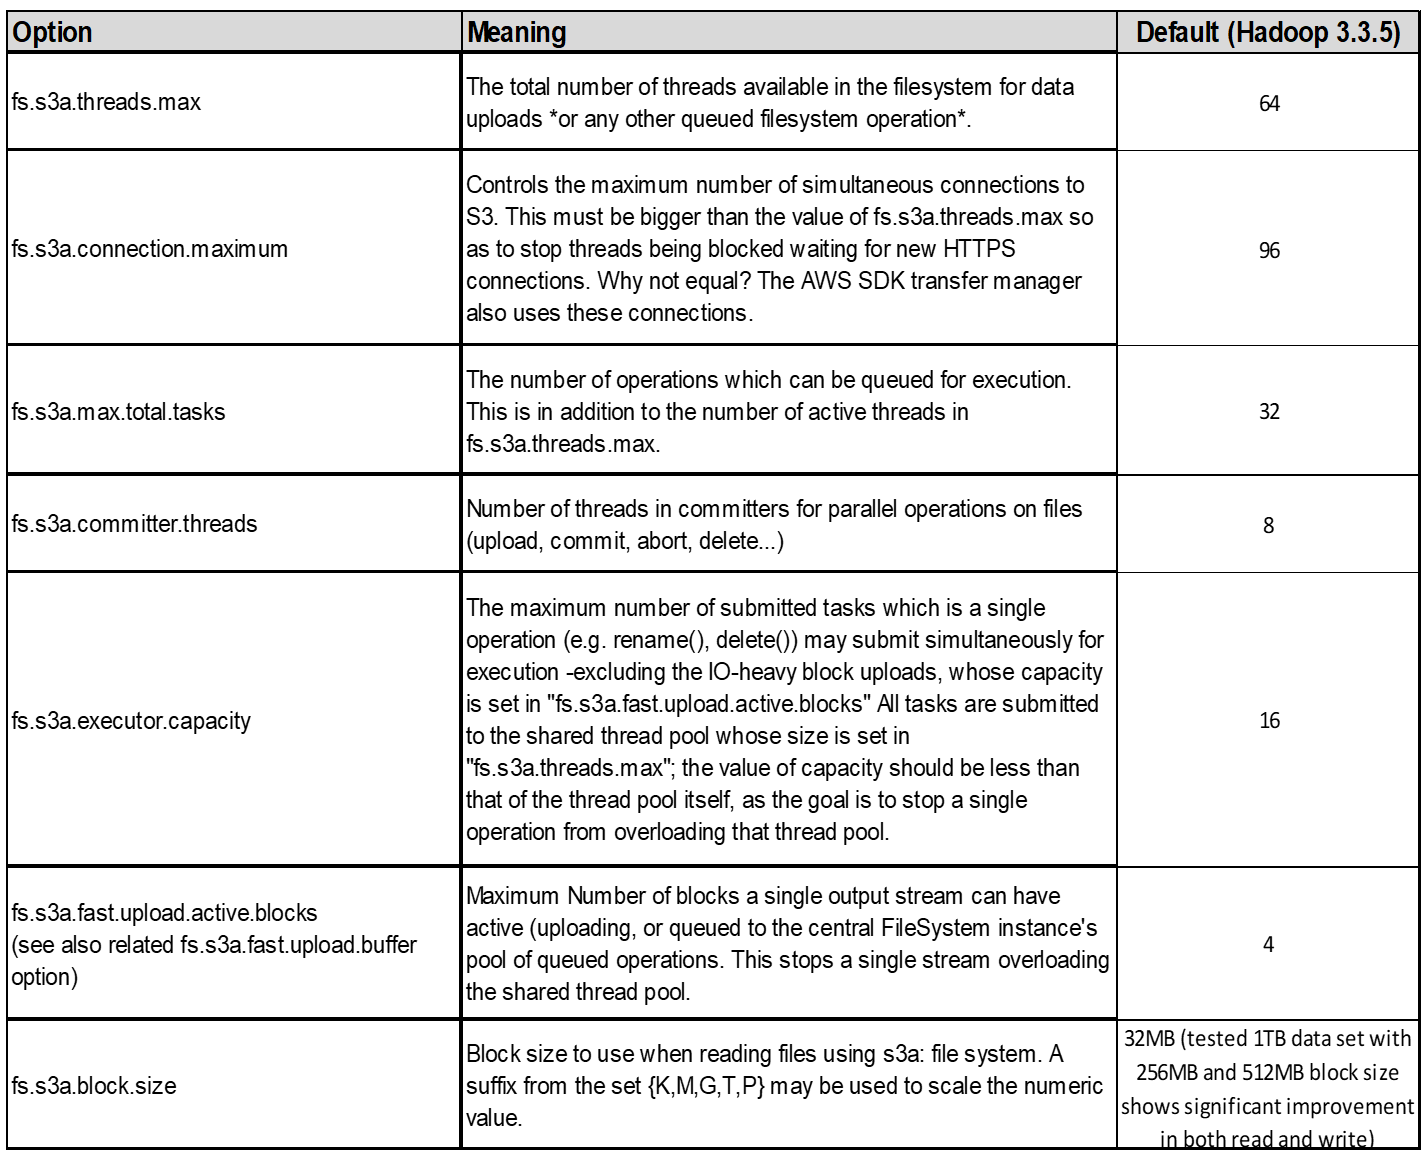 Option Meaning Default (Hadoop 3.3.5)
fs.s3a.threads.max
The total number of threads available in the filesystem for data
uploads *or any other queued filesystem operation*.
64
fs.s3a.connection.maximum
Controls the maximum number of simultaneous connections to
S3. This must be bigger than the value of fs.s3a.threads.max so
as to stop threads being blocked waiting for new HTTPS
connections. Why not equal? The AWS SDK transfer manager
also uses these connections.
96
fs.s3a.max.total.tasks
The number of operations which can be queued for execution.
This is in addition to the number of active threads in
fs.s3a.threads.max.
32
fs.s3a.committer.threads
Number of threads in committers for parallel operations on files
(upload, commit, abort, delete...)
8
fs.s3a.executor.capacity
The maximum number of submitted tasks which is a single
operation (e.g. rename(), delete()) may submit simultaneously for
execution -excluding the IO-heavy block uploads, whose capacity
is set in "fs.s3a.fast.upload.active.blocks" All tasks are submitted
to the shared thread pool whose size is set in
"fs.s3a.threads.max"; the value of capacity should be less than
that of the thread pool itself, as the goal is to stop a single
operation from overloading that thread pool.
16
fs.s3a.fast.upload.active.blocks
(see also related fs.s3a.fast.upload.buffer
option)
Maximum Number of blocks a single output stream can have
active (uploading, or queued to the central FileSystem instance's
pool of queued operations. This stops a single stream overloading
the shared thread pool.
4
fs.s3a.block.size
Block size to use when reading files using s3a: file system. A
suffix from the set {K,M,G,T,P} may be used to scale the numeric
value.
32MB (tested 1TB data set with
256MB and 512MB block size
shows significant improvement
in both read and write)